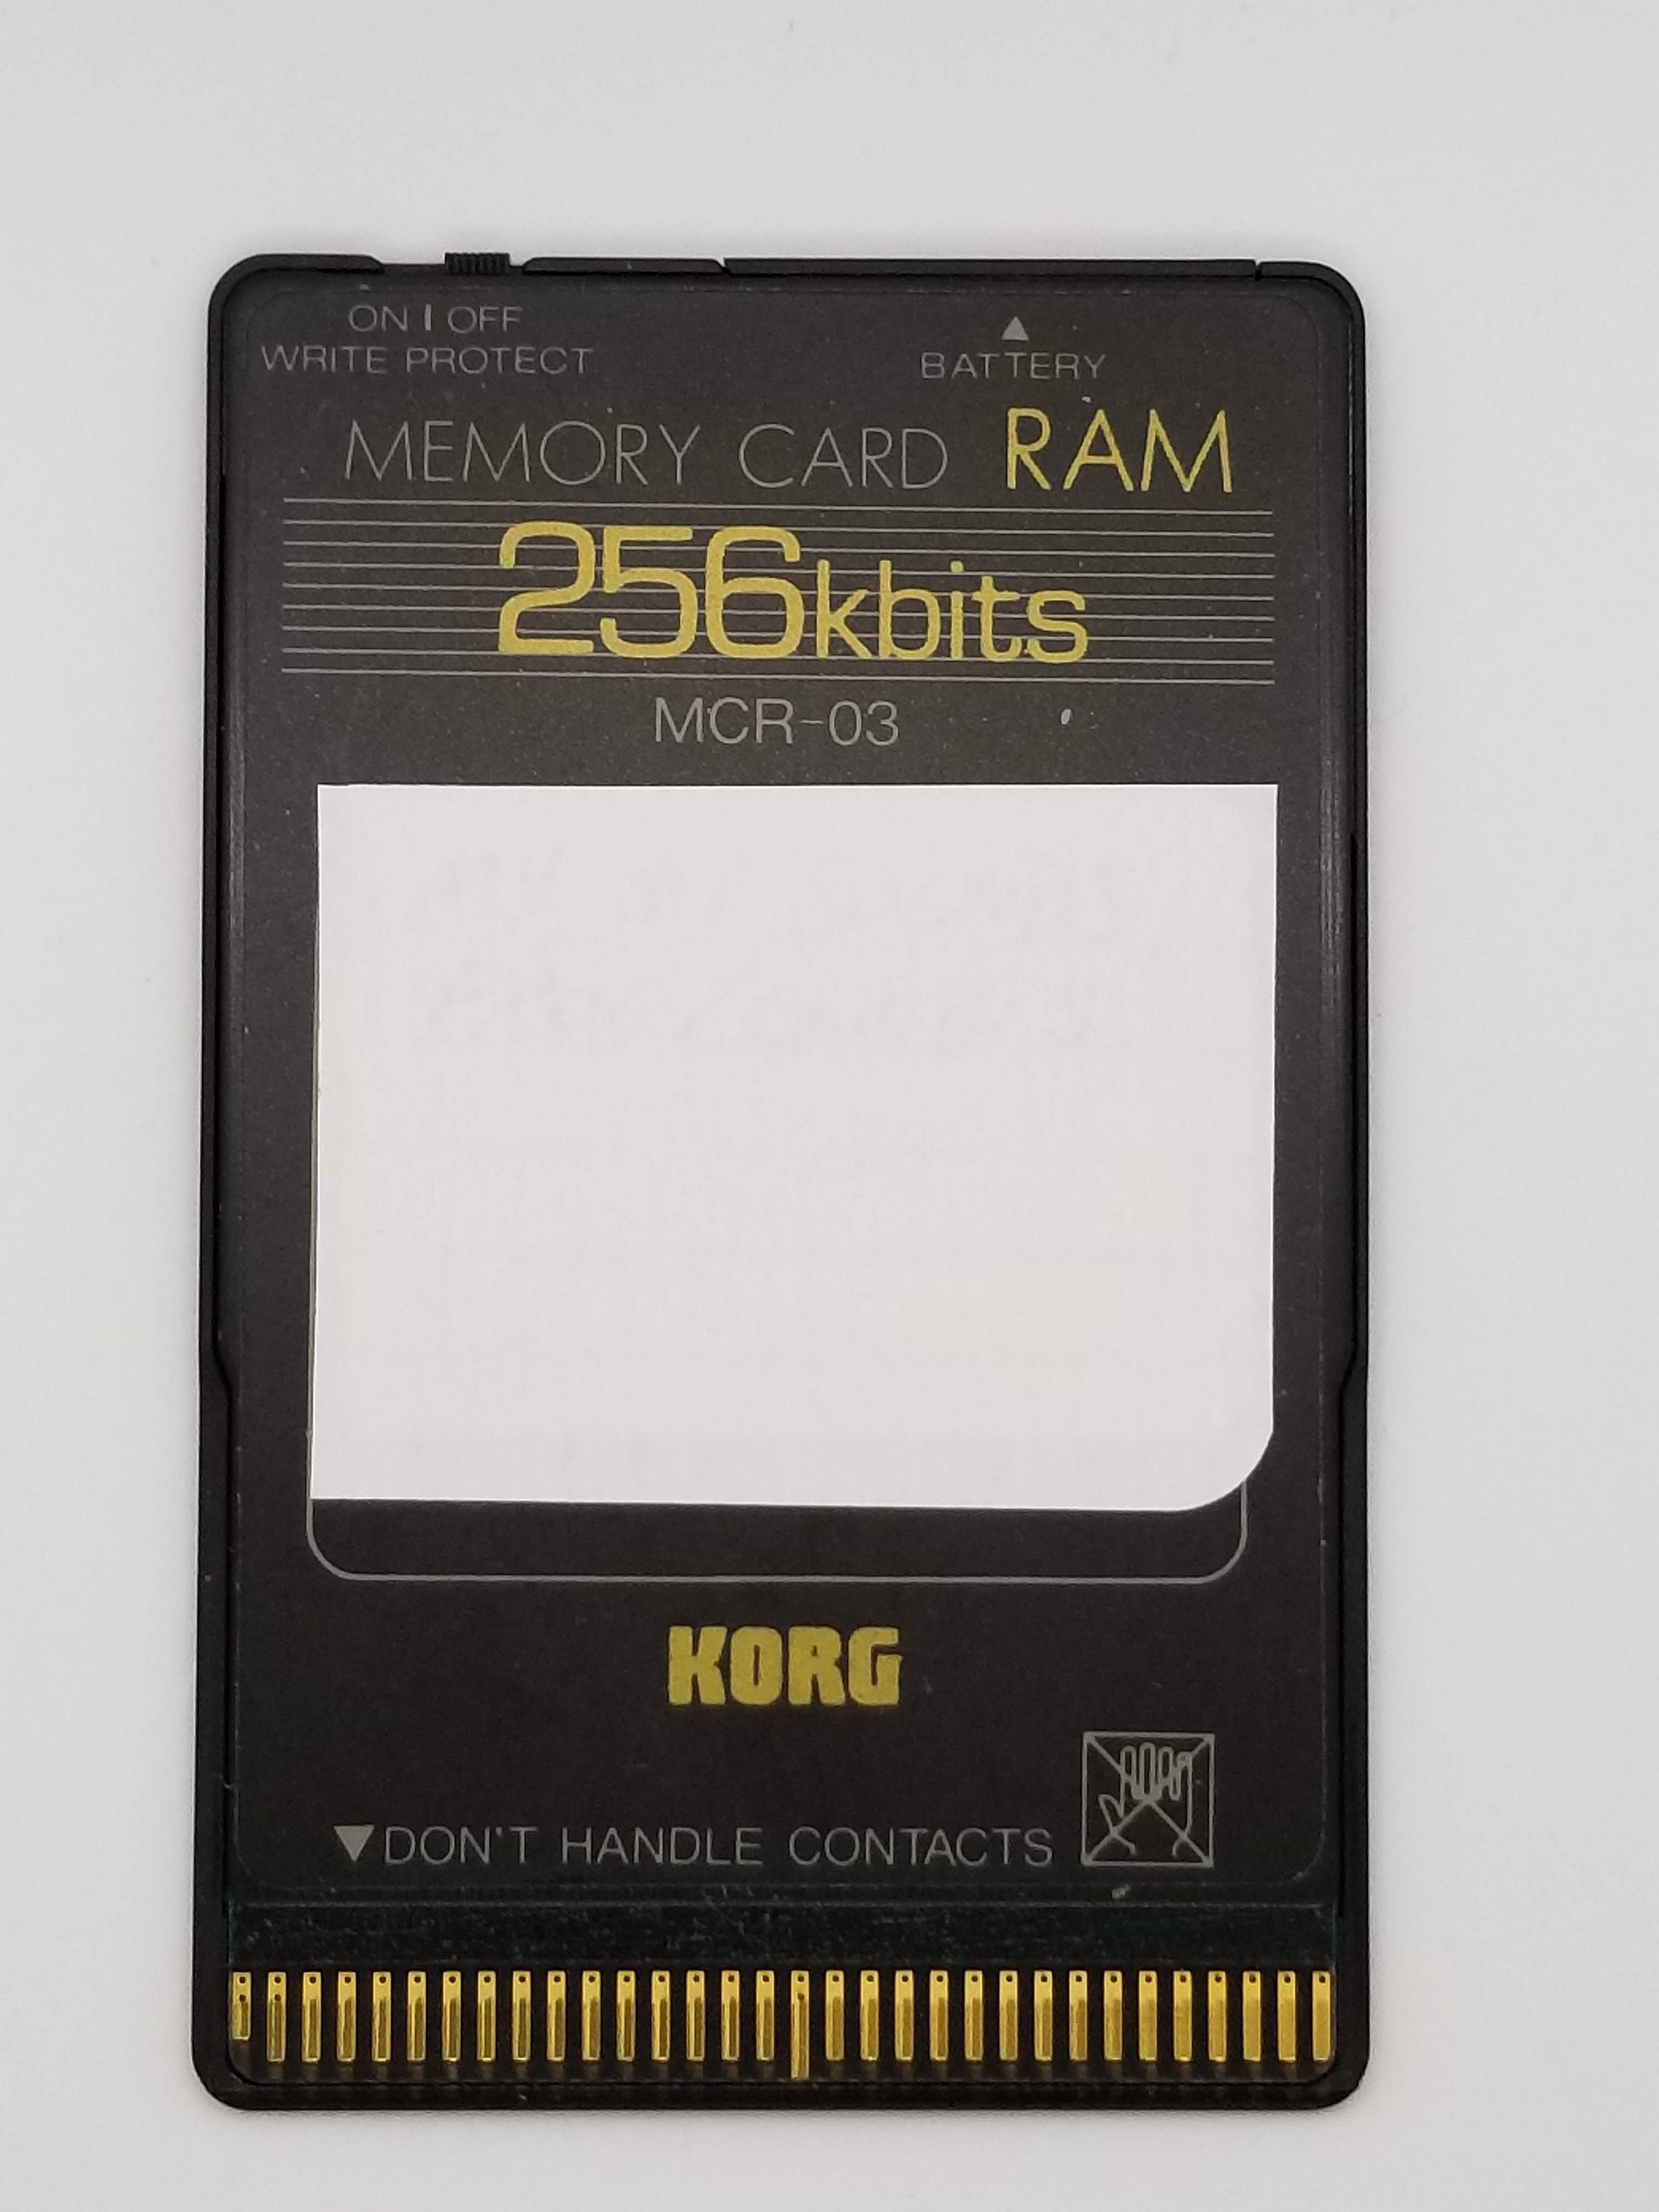 ON | OFF
WRITE PROTECT
▲
BATTERY
MEMORY CARD RAM
256kbits
MCR-03
KORG
▼DON'T HANDLE CONTACTS